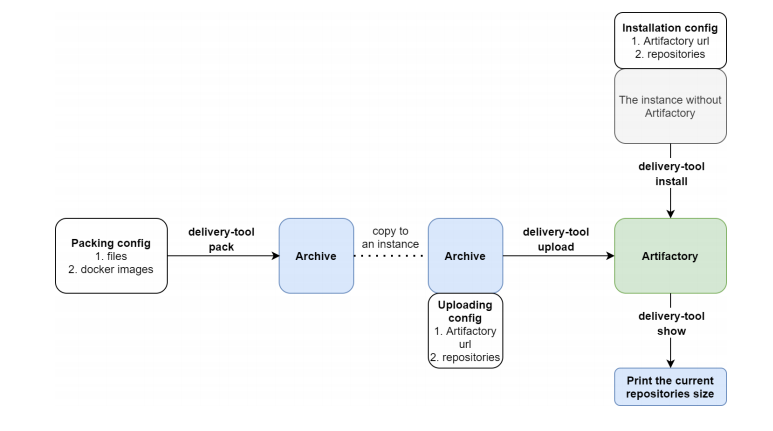 Installation config
1. Artifactory url
2. repositories
The instance without
Artifactory
delivery-tool
install
Packing config
1. files
2. docker images
delivery-tool
pack
Archive
copy to
an instance
Archive
Uploading
config
1. Artifactory
url
2. repositories
delivery-tool
upload
Artifactory
delivery-tool
show
Print the current
repositories size